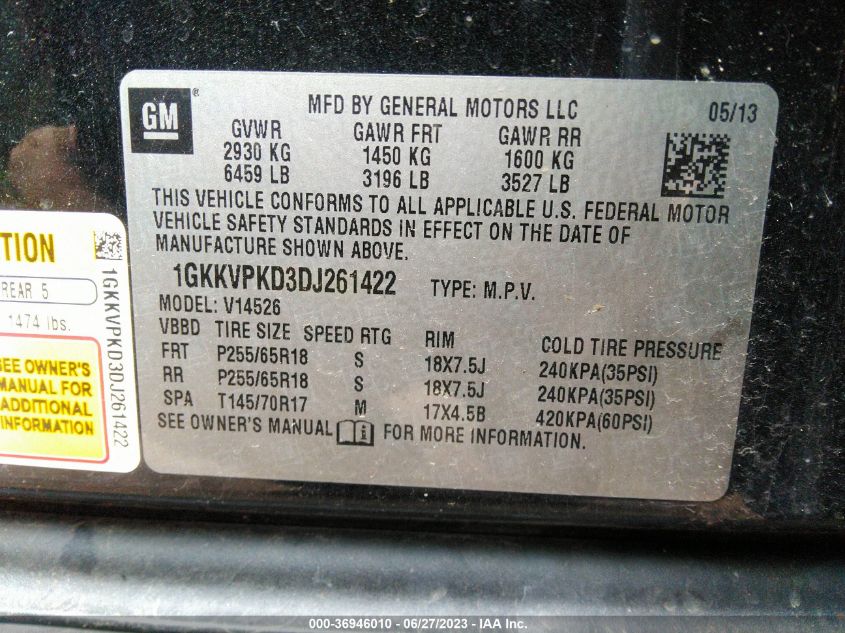 GM ®
MFD BY GENERAL MOTORS LLC 05/13
GVWR GAWR FRT GAWR RR
2930 KG 1450 KG 1600 KG
6459 LB 3196 LB 3527 LB
THIS VEHICLE CONFORMS TO ALL APPLICABLE U.S. FEDERAL MOTOR
VEHICLE SAFETY STANDARDS IN EFFECT ON THE DATE OF
MANUFACTURE SHOWN ABOVE.
1GKKVPKD3DJ261422 TYPE: M.P.V.
MODEL: V14526
VBBD TIRE SIZE SPEED RTG RIM COLD TIRE PRESSURE
FRT P255/65R18 S 18X7.5J 240KPA(35PSI)
RR P255/65R18 S 18X7.5J 240KPA(35PSI)
SPA T145/70R17 M 17X4.5B 420KPA(60PSI)
SEE OWNER'S MANUAL i FOR MORE INFORMATION.
TION
REAR 5
1474 lbs.
SEE OWNER'S
MANUAL FOR
ADDITIONAL
INFORMATION
1GKKVPKD3DJ261422
000-36946010 - 06/27/2023 - IAA Inc.